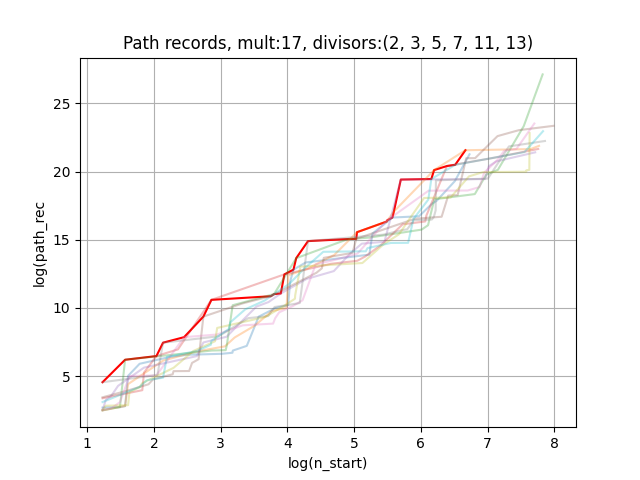 Path records, mult:17, divisors:(2, 3, 5, 7, 11, 13)
25
20
15
10
5
log(path_rec
1 2 3 4 5 6 7 8
log(n_start)